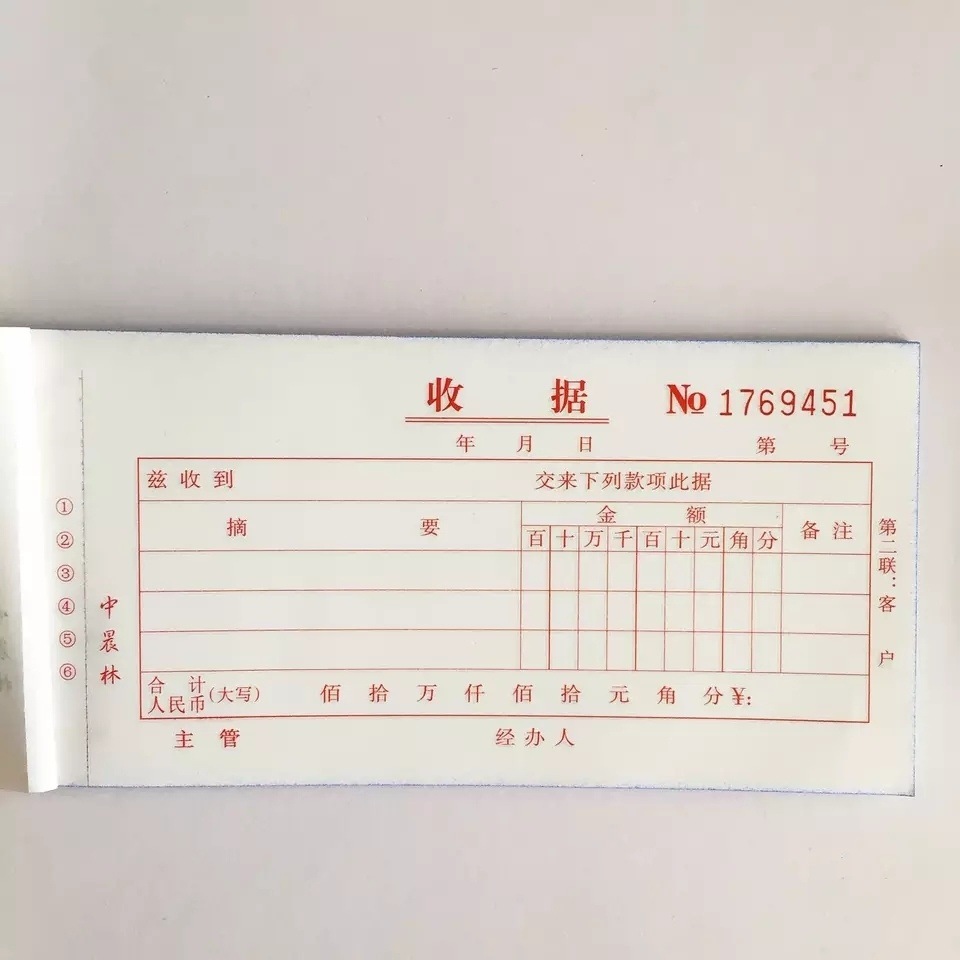 收 据 № 1769451
年 月 日 第 号
兹收到 交来下列款项此据
摘 要 金 额 备注
百 十 万 千 百 十 元 角 分
合 计
人民币(大写) 佰 拾 万 仟 佰 拾 元 角 分 ¥:
主 管 经办人
第二联:客 户
①
②
③
④
⑤
⑥
中晨林